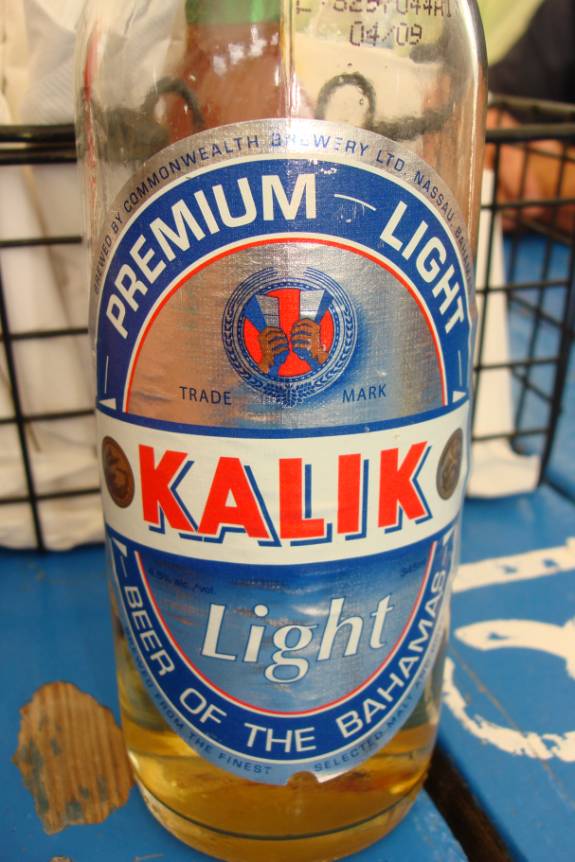 04/09
BREWED BY COMMONWEALTH BREWERY LTD, NASSAU, BAHAMAS
PREMIUM LIGHT
TRADE MARK
KALIK
Light
BEER OF THE BAHAMAS
FROM THE FINEST SELECTED